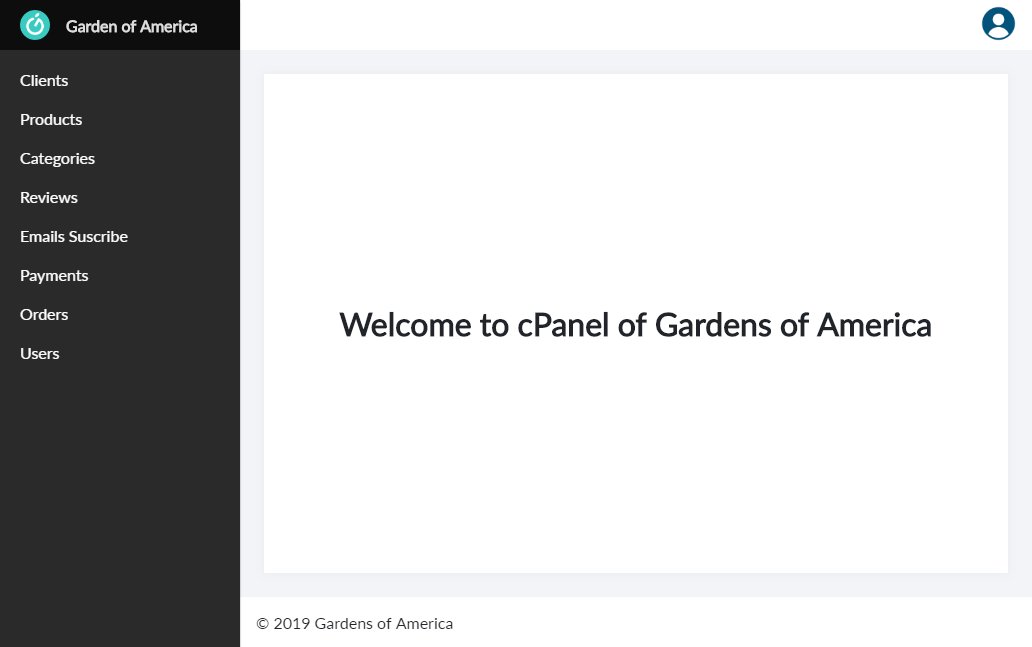 Garden of America
Clients
Products
Categories
Reviews
Emails Suscribe
Payments
Orders
Users
Welcome to cPanel of Gardens of America
© 2019 Gardens of America